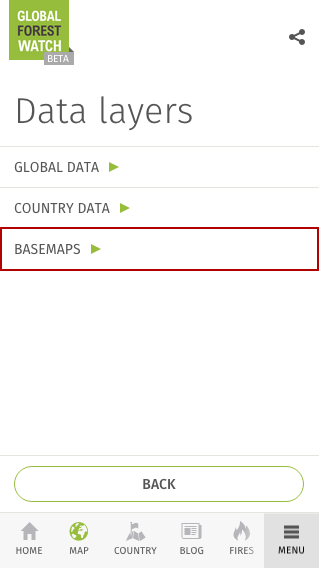 GLOBAL
FOREST
WATCH
BETA
Data layers
GLOBAL DATA
COUNTRY DATA
BASEMAPS
BACK
HOME MAP COUNTRY BLOG FIRES MENU